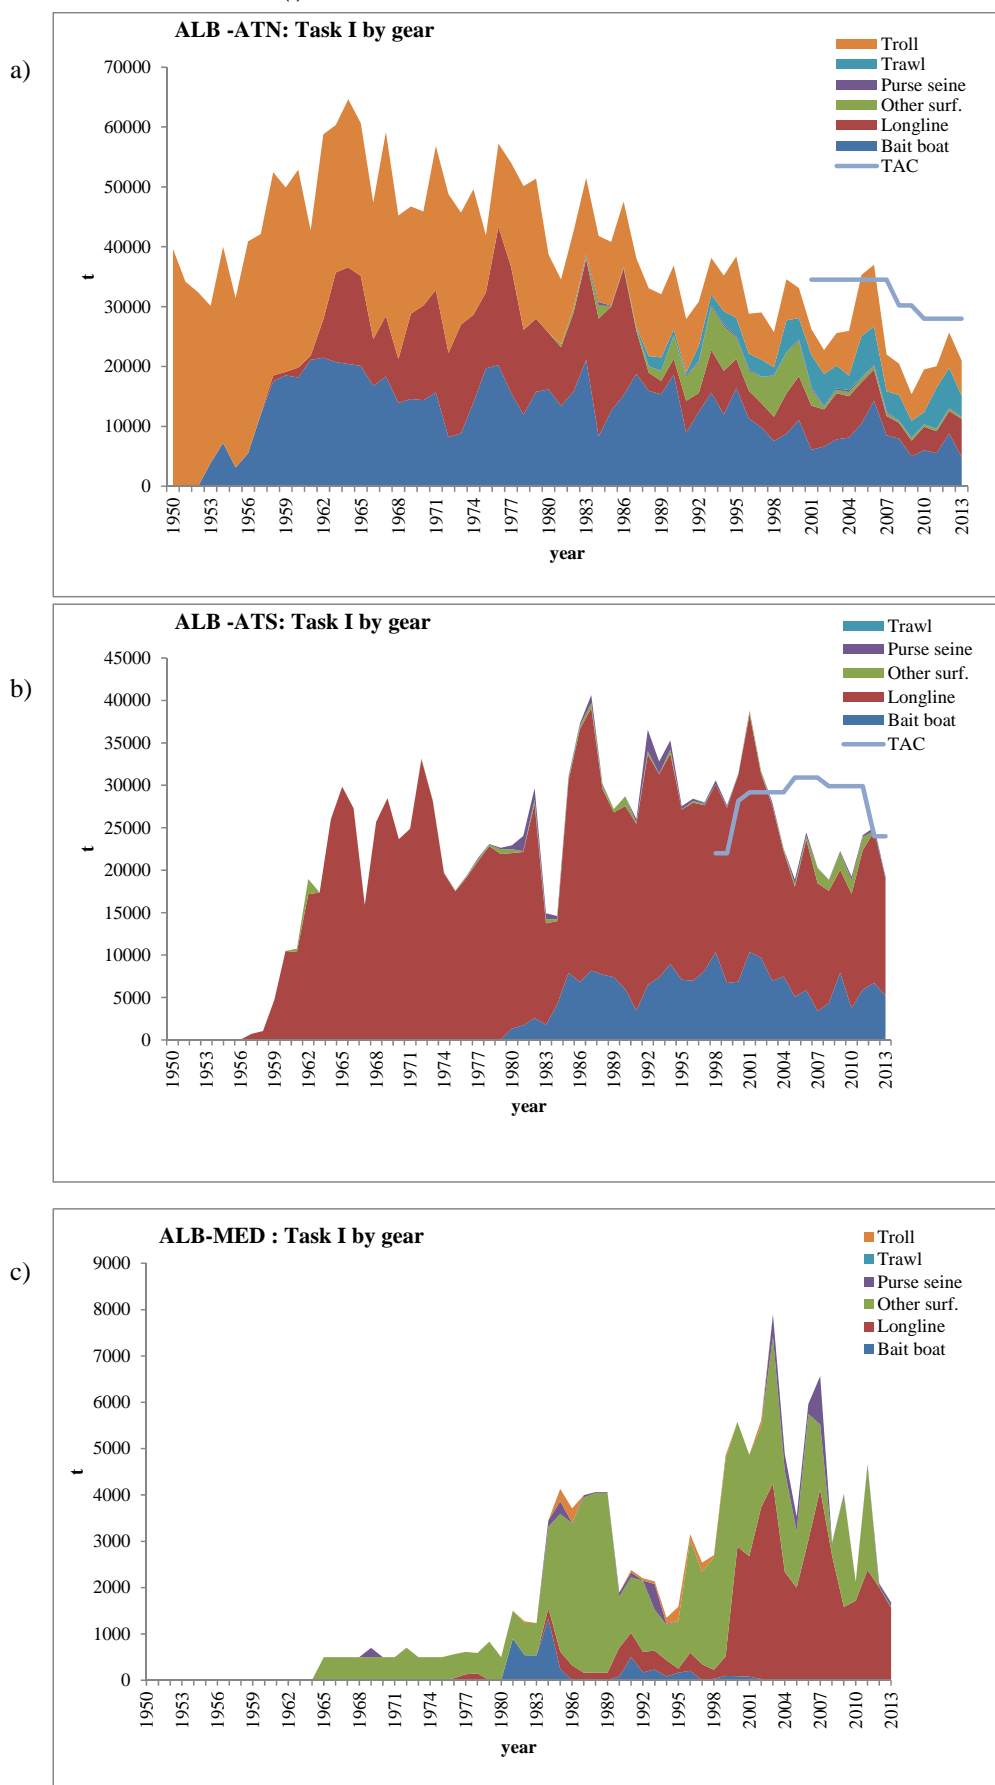 a)
ALB -ATN: Task I by gear
Troll
Trawl
Purse seine
Other surf.
Longline
Bait boat
TAC
70000
60000
50000
40000
30000
20000
10000
0
t
1950 1953 1956 1959 1962 1965 1968 1971 1974 1977 1980 1983 1986 1989 1992 1995 1998 2001 2004 2007 2010 2013
year
b)
ALB -ATS: Task I by gear
Trawl
Purse seine
Other surf.
Longline
Bait boat
TAC
45000
40000
35000
30000
25000
20000
15000
10000
5000
0
t
1950 1953 1956 1959 1962 1965 1968 1971 1974 1977 1980 1983 1986 1989 1992 1995 1998 2001 2004 2007 2010 2013
year
c)
ALB-MED : Task I by gear
Troll
Trawl
Purse seine
Other surf.
Longline
Bait boat
9000
8000
7000
6000
5000
4000
3000
2000
1000
0
t
1950 1953 1956 1959 1962 1965 1968 1971 1974 1977 1980 1983 1986 1989 1992 1995 1998 2001 2004 2007 2010 2013
year